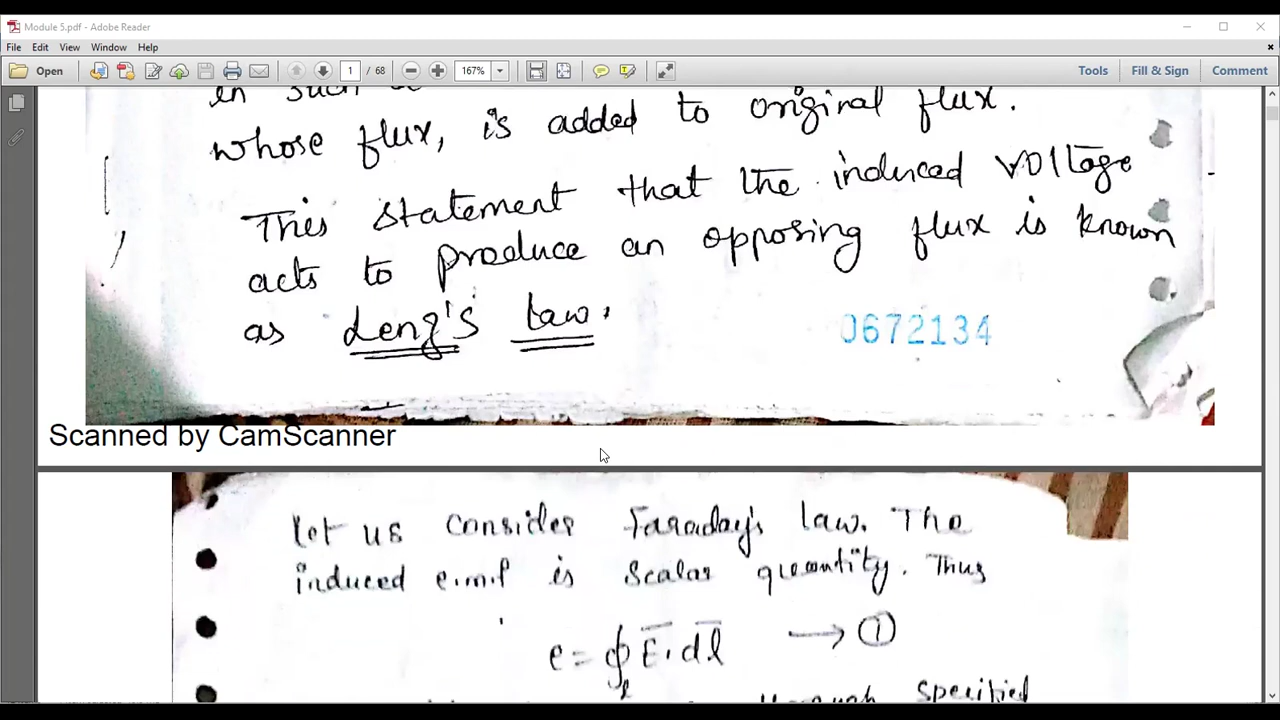 Module 5.pdf - Adobe Reader
File Edit View Window Help
Open 1 / 68 167% Tools Fill & Sign Comment
in such a
whose flux, is added to original flux.
This statement that the induced voltage
acts to produce an opposing flux is known
as Lenz's law.
0672134
Scanned by CamScanner
Let us consider Faraday's law. The
induced e.m.f is scalar quantity. Thus
e = ∮ E̅ . d̅l̅ → ①
through specified